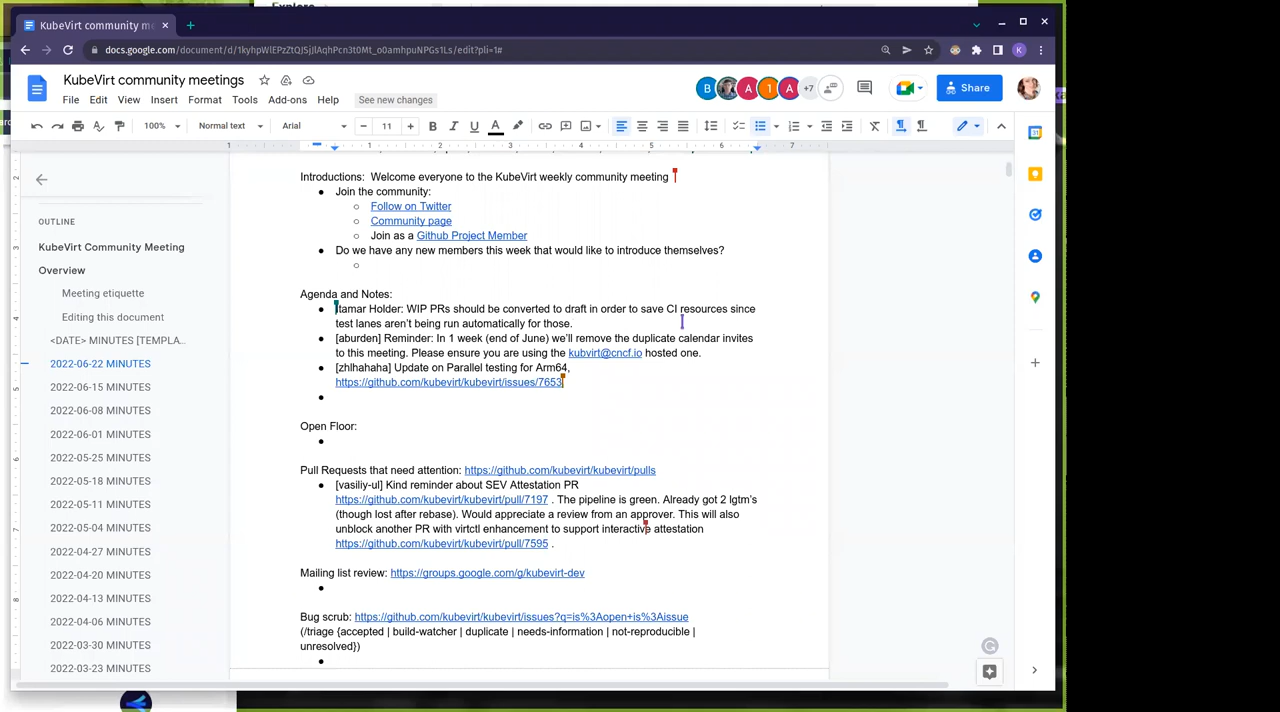 Explore
KubeVirt community me
docs.google.com/document/d/1kyhpWlEPzZtQJSjJlAqhPcn3t0Mt_o0amhpuNPGs1Ls/edit?pli=1#
K
KubeVirt community meetings
B A 1 A +7
Share
File Edit View Insert Format Tools Add-ons Help See new changes
100% Normal text Arial 11 B I U A
1 1 2 3 4 5 6 7
Introductions: Welcome everyone to the KubeVirt weekly community meeting
● Join the community:
○ Follow on Twitter
○ Community page
○ Join as a Github Project Member
● Do we have any new members this week that would like to introduce themselves?
○
Agenda and Notes:
● Itamar Holder: WIP PRs should be converted to draft in order to save CI resources since
test lanes aren't being run automatically for those.
● [aburden] Reminder: In 1 week (end of June) we'll remove the duplicate calendar invites
to this meeting. Please ensure you are using the kubvirt@cncf.io hosted one.
● [zhlhahaha] Update on Parallel testing for Arm64,
https://github.com/kubevirt/kubevirt/issues/7653
●
Open Floor:
●
Pull Requests that need attention: https://github.com/kubevirt/kubevirt/pulls
● [vasiliy-ul] Kind reminder about SEV Attestation PR
https://github.com/kubevirt/kubevirt/pull/7197 . The pipeline is green. Already got 2 lgtm's
(though lost after rebase). Would appreciate a review from an approver. This will also
unblock another PR with virtctl enhancement to support interactive attestation
https://github.com/kubevirt/kubevirt/pull/7595 .
Mailing list review: https://groups.google.com/g/kubevirt-dev
●
Bug scrub: https://github.com/kubevirt/kubevirt/issues?q=is%3Aopen+is%3Aissue
(/triage {accepted | build-watcher | duplicate | needs-information | not-reproducible |
unresolved})
●
OUTLINE
KubeVirt Community Meeting
Overview
Meeting etiquette
Editing this document
<DATE> MINUTES [TEMPLA...
2022-06-22 MINUTES
2022-06-15 MINUTES
2022-06-08 MINUTES
2022-06-01 MINUTES
2022-05-25 MINUTES
2022-05-18 MINUTES
2022-05-11 MINUTES
2022-05-04 MINUTES
2022-04-27 MINUTES
2022-04-20 MINUTES
2022-04-13 MINUTES
2022-04-06 MINUTES
2022-03-30 MINUTES
2022-03-23 MINUTES